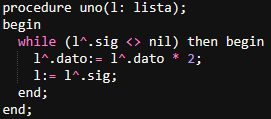 procedure uno(l: lista);
begin
while (l^.sig <> nil) then begin
l^.dato:= l^.dato * 2;
l:= l^.sig;
end;
end;